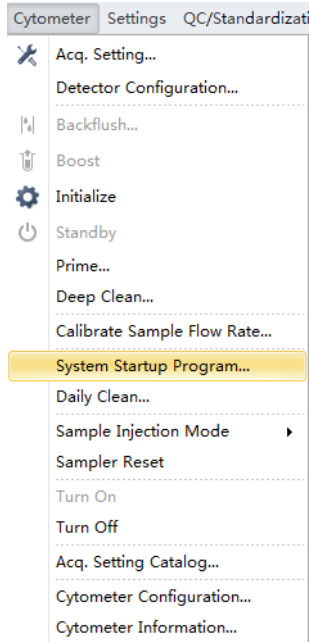 Cytometer Settings QC/Standardizati
Acq. Setting...
Detector Configuration...
Backflush...
Boost
Initialize
Standby
Prime...
Deep Clean...
Calibrate Sample Flow Rate...
System Startup Program...
Daily Clean...
Sample Injection Mode
Sampler Reset
Turn On
Turn Off
Acq. Setting Catalog...
Cytometer Configuration...
Cytometer Information...